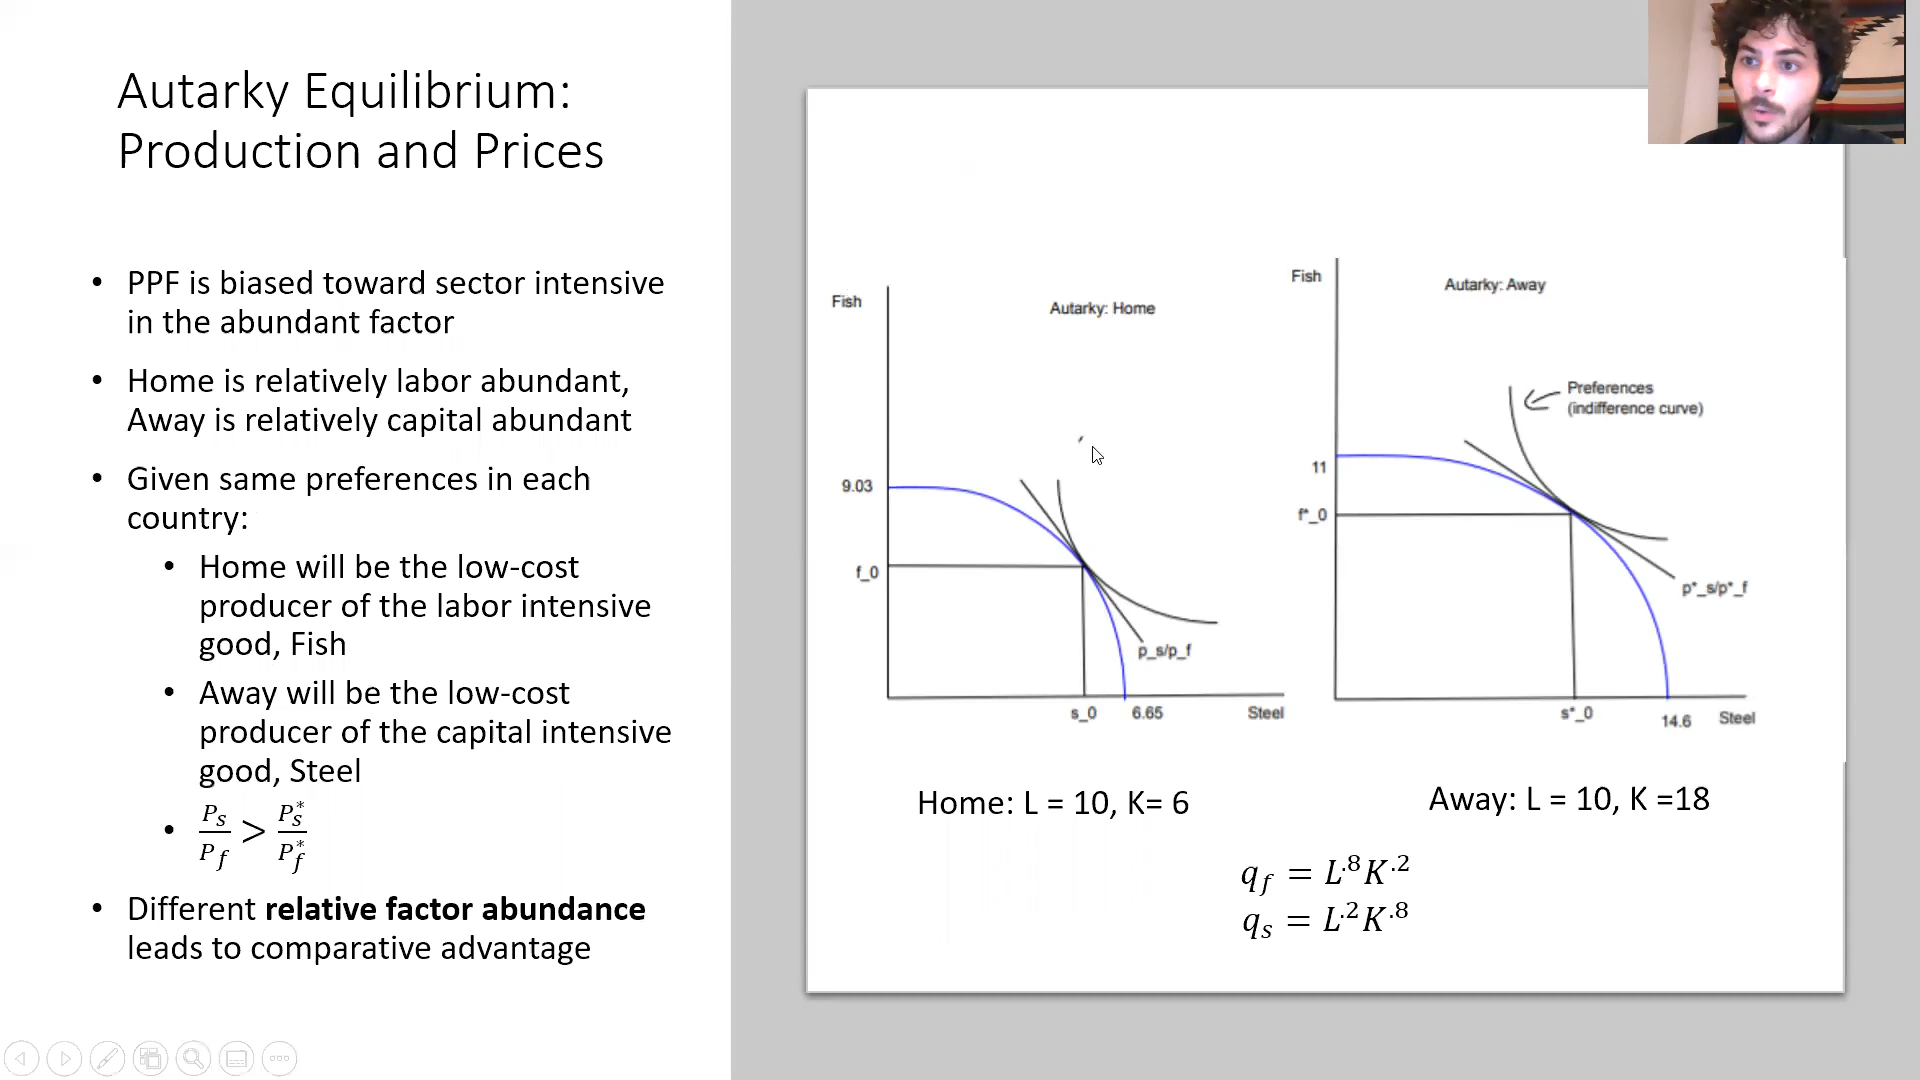 Autarky Equilibrium:
Production and Prices
• PPF is biased toward sector intensive
in the abundant factor
• Home is relatively labor abundant,
Away is relatively capital abundant
• Given same preferences in each
country:
• Home will be the low-cost
producer of the labor intensive
good, Fish
• Away will be the low-cost
producer of the capital intensive
good, Steel
• P_s/P_f > P_s^*/P_f^*
• Different relative factor abundance
leads to comparative advantage
Fish
Autarky: Home
9.03
f_0
p_s/p_f
s_0
6.65
Steel
Fish
Autarky: Away
Preferences
(indifference curve)
11
f*_0
p*_s/p*_f
s*_0
14.6
Steel
Home: L = 10, K= 6
Away: L = 10, K =18
q_f = L^.8 K^.2
q_s = L^.2 K^.8